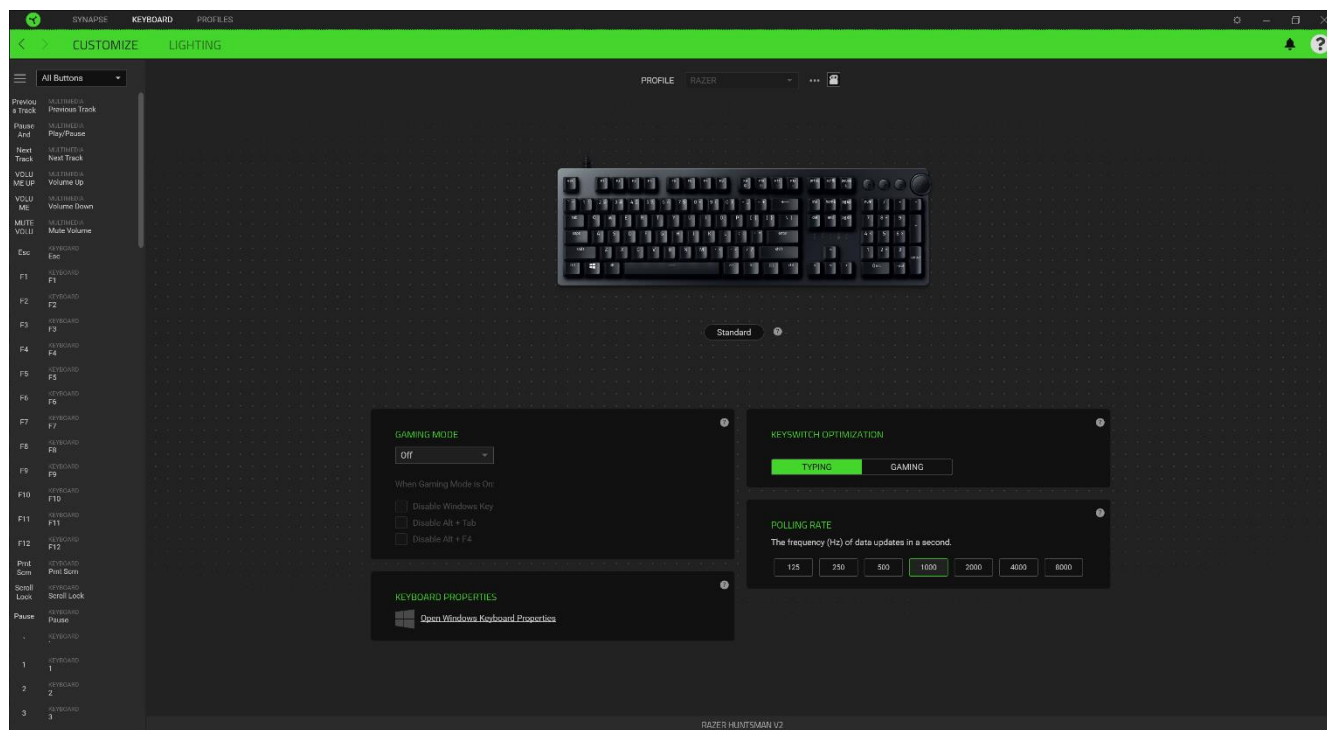 SYNAPSE KEYBOARD PROFILES
CUSTOMIZE LIGHTING
All Buttons
PROFILE RAZER
Previou s Track MULTIMEDIA Previous Track
Pause And MULTIMEDIA Play/Pause
Next Track MULTIMEDIA Next Track
VOLU ME UP MULTIMEDIA Volume Up
VOLU ME MULTIMEDIA Volume Down
MUTE VOLU MULTIMEDIA Mute Volume
Esc KEYBOARD Esc
F1 KEYBOARD F1
F2 KEYBOARD F2
F3 KEYBOARD F3
F4 KEYBOARD F4
F5 KEYBOARD F5
F6 KEYBOARD F6
F7 KEYBOARD F7
F8 KEYBOARD F8
F9 KEYBOARD F9
F10 KEYBOARD F10
F11 KEYBOARD F11
F12 KEYBOARD F12
Prnt Scrn KEYBOARD Prnt Scrn
Scroll Lock KEYBOARD Scroll Lock
Pause KEYBOARD Pause
` KEYBOARD `
1 KEYBOARD 1
2 KEYBOARD 2
3 KEYBOARD 3
Standard
GAMING MODE
Off
When Gaming Mode is On:
Disable Windows Key
Disable Alt + Tab
Disable Alt + F4
KEYBOARD PROPERTIES
Open Windows Keyboard Properties
KEYSWITCH OPTIMIZATION
TYPING GAMING
POLLING RATE
The frequency (Hz) of data updates in a second.
125 250 500 1000 2000 4000 8000
RAZER HUNTSMAN V2